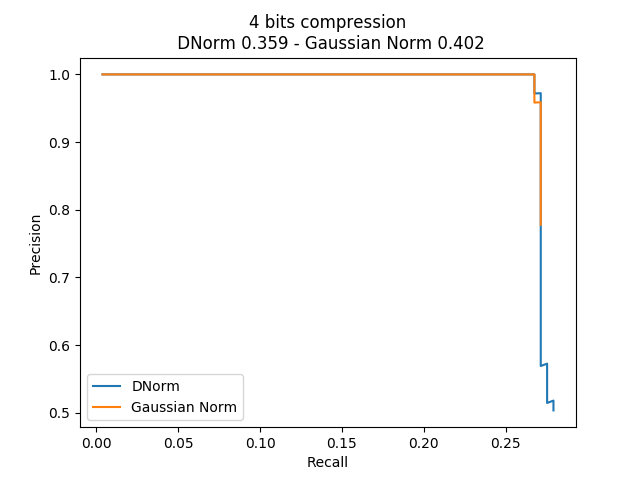 4 bits compression
DNorm 0.359 - Gaussian Norm 0.402
1.0
0.9
0.8
0.7
0.6
0.5
Precision
DNorm
Gaussian Norm
0.00 0.05 0.10 0.15 0.20 0.25
Recall